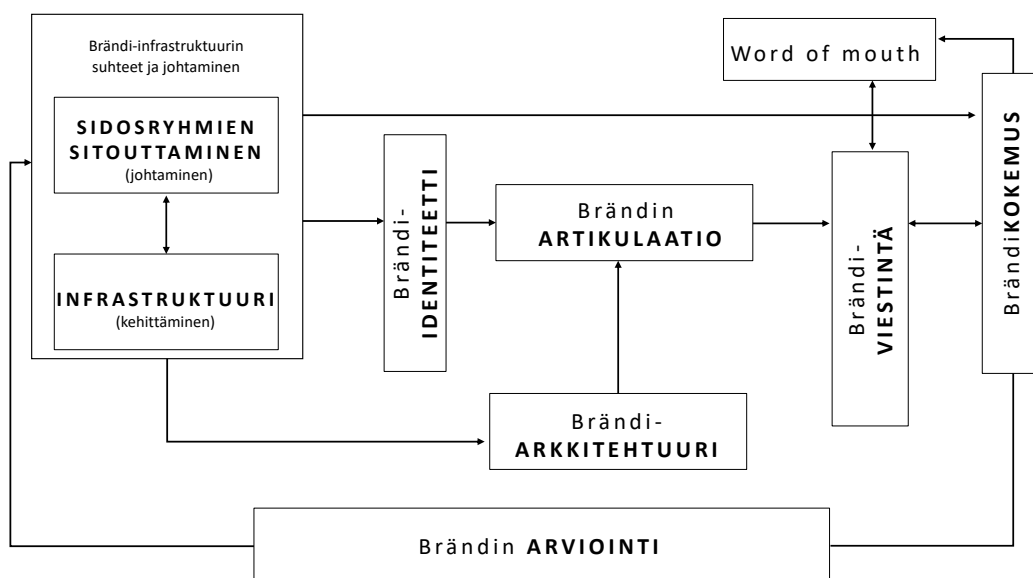 Brändi-infrastruktuurin
suhteet ja johtaminen
SIDOSRYHMIEN
SITOUTTAMINEN
(johtaminen)
INFRASTRUKTUURI
(kehittäminen)
Brändi-
IDENTITEETTI
Brändin
ARTIKULAATIO
Brändi-
ARKKITEHTUURI
Word of mouth
Brändi-
VIESTINTÄ
BrändiKOKEMUS
Brändin ARVIOINTI